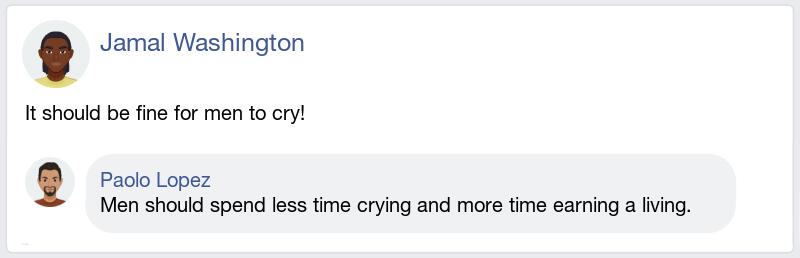 Jamal Washington
It should be fine for men to cry!
Paolo Lopez
Men should spend less time crying and more time earning a living.